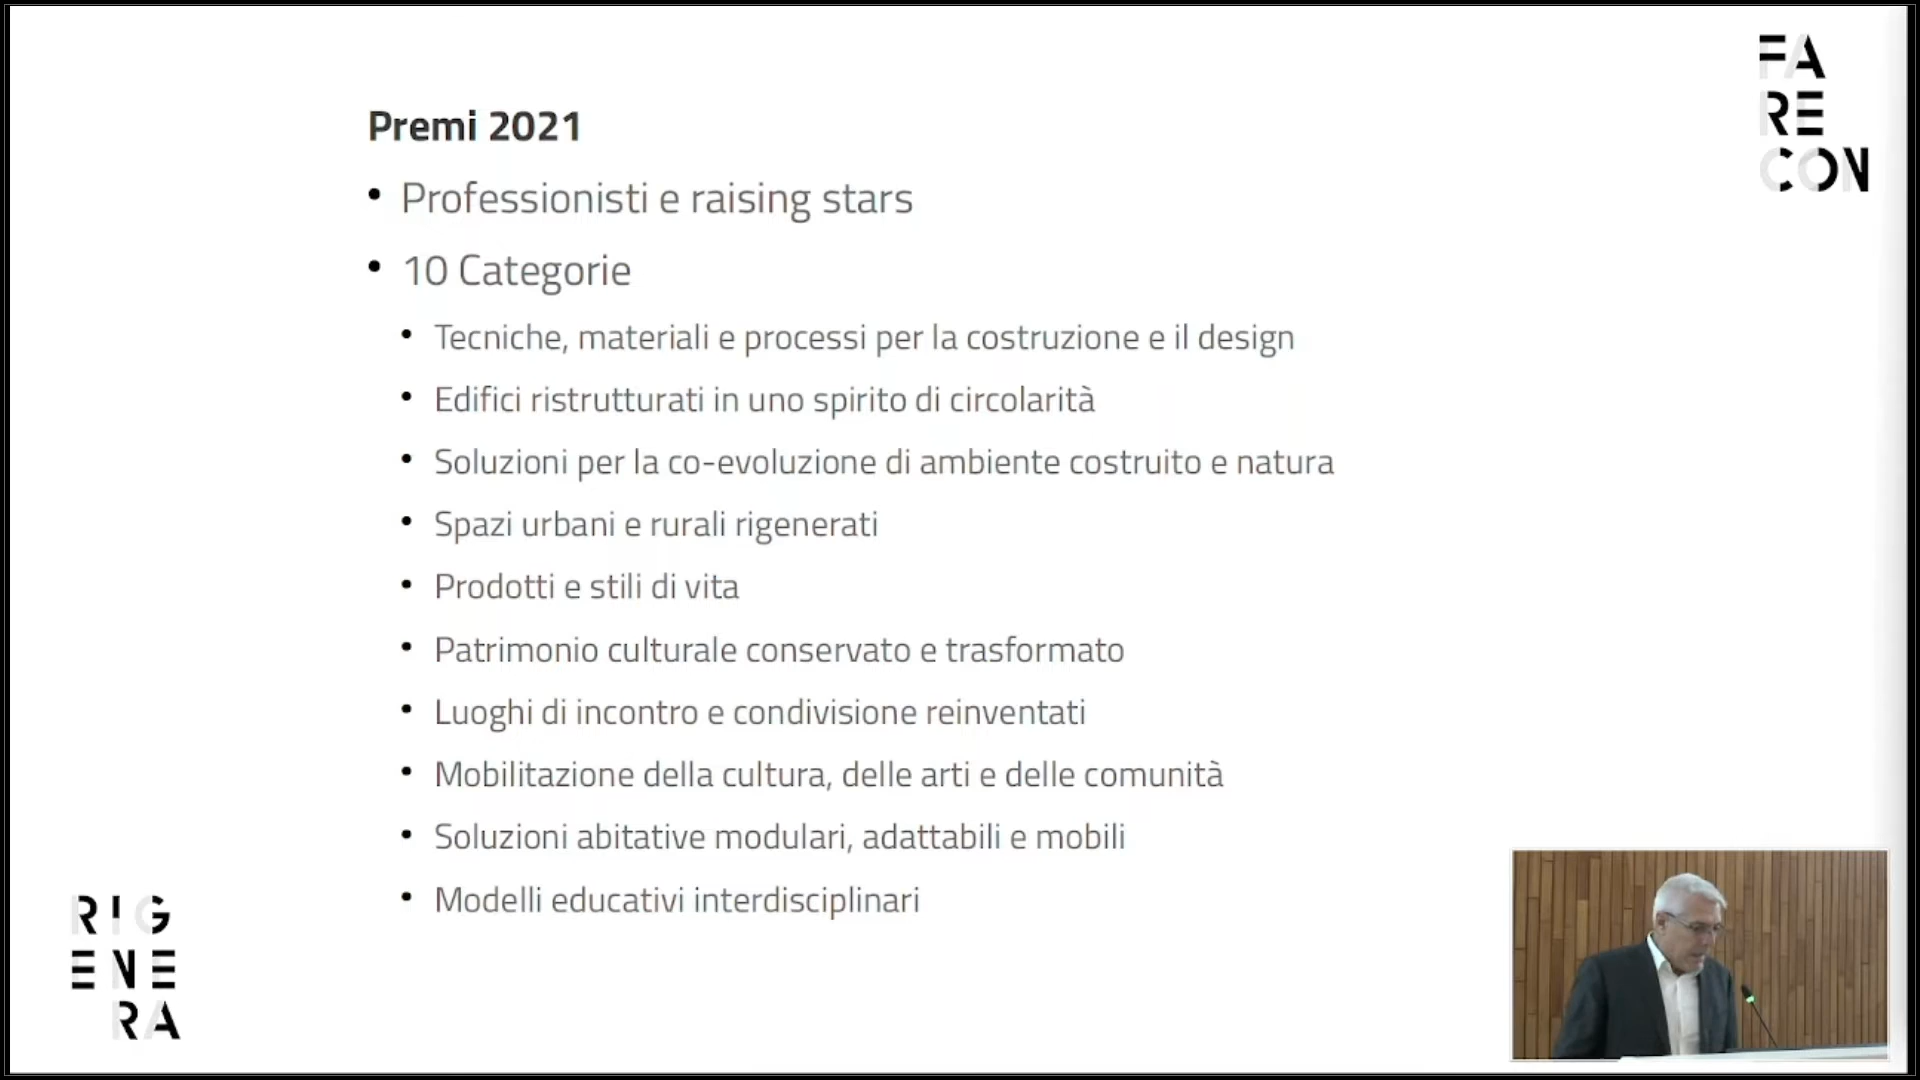 FA
RE
CON
Premi 2021
• Professionisti e raising stars
• 10 Categorie
• Tecniche, materiali e processi per la costruzione e il design
• Edifici ristrutturati in uno spirito di circolarità
• Soluzioni per la co-evoluzione di ambiente costruito e natura
• Spazi urbani e rurali rigenerati
• Prodotti e stili di vita
• Patrimonio culturale conservato e trasformato
• Luoghi di incontro e condivisione reinventati
• Mobilitazione della cultura, delle arti e delle comunità
• Soluzioni abitative modulari, adattabili e mobili
• Modelli educativi interdisciplinari
RIG
ENE
RA